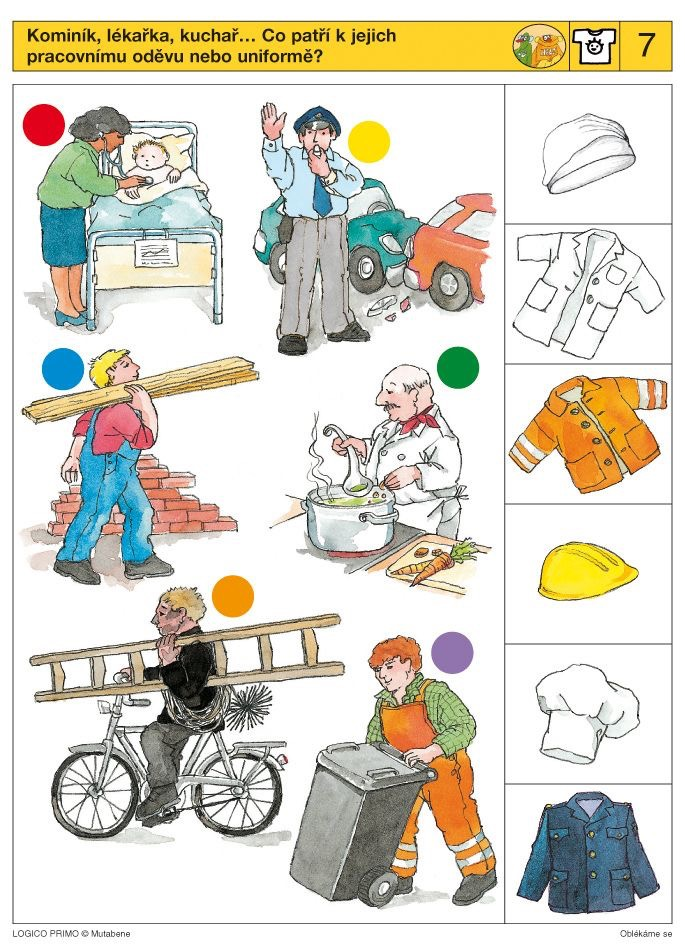 Kominík, lékařka, kuchař... Co patří k jejich
pracovnímu oděvu nebo uniformě?
7
LOGICO PRIMO © Mutabene
Oblékáme se